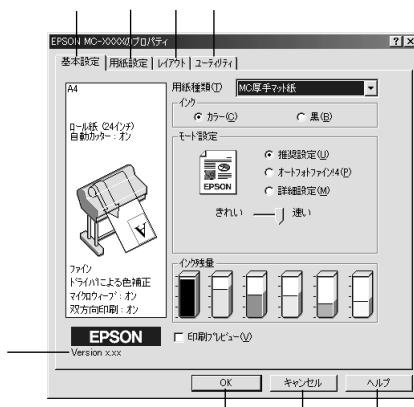 EPSON MC-XXXXのプロパティ
基本設定 用紙設定 レイアウト ユーティリティ
A4
ロール紙 (24インチ)
自動カッター : オン
A
ファイン
ドライバによる色補正
マイクロウィーブ : オン
双方向印刷 : オン
EPSON
Version x.xx
用紙種類(T) MC厚手マット紙
インク
カラー(C) 黒(B)
モード設定
EPSON
推奨設定(U)
オートフォトファイン!4(P)
詳細設定(M)
きれい 速い
インク残量
印刷プレビュー(V)
OK キャンセル ヘルプ